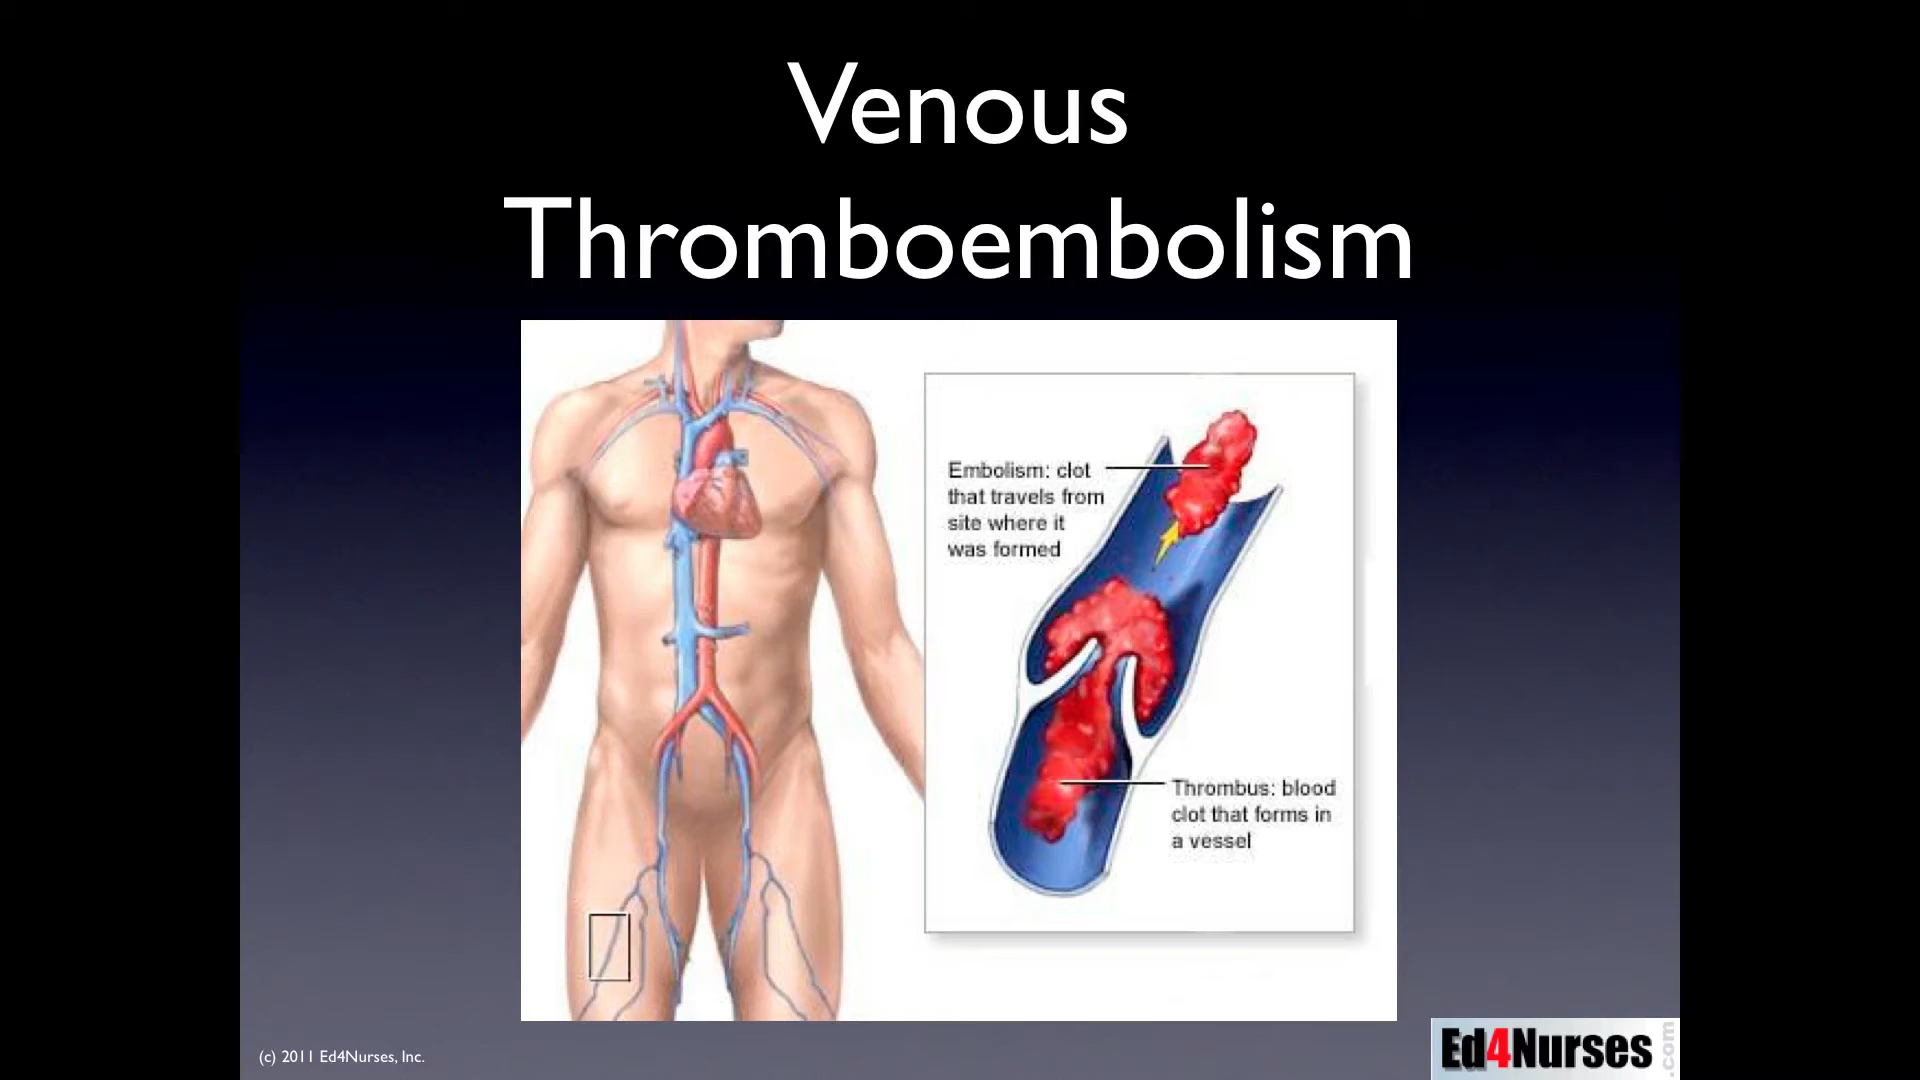 Venous
Thromboembolism
Embolism: clot
that travels from
site where it
was formed
Thrombus: blood
clot that forms in
a vessel
(c) 2011 Ed4Nurses, Inc.
Ed4Nurses
.com